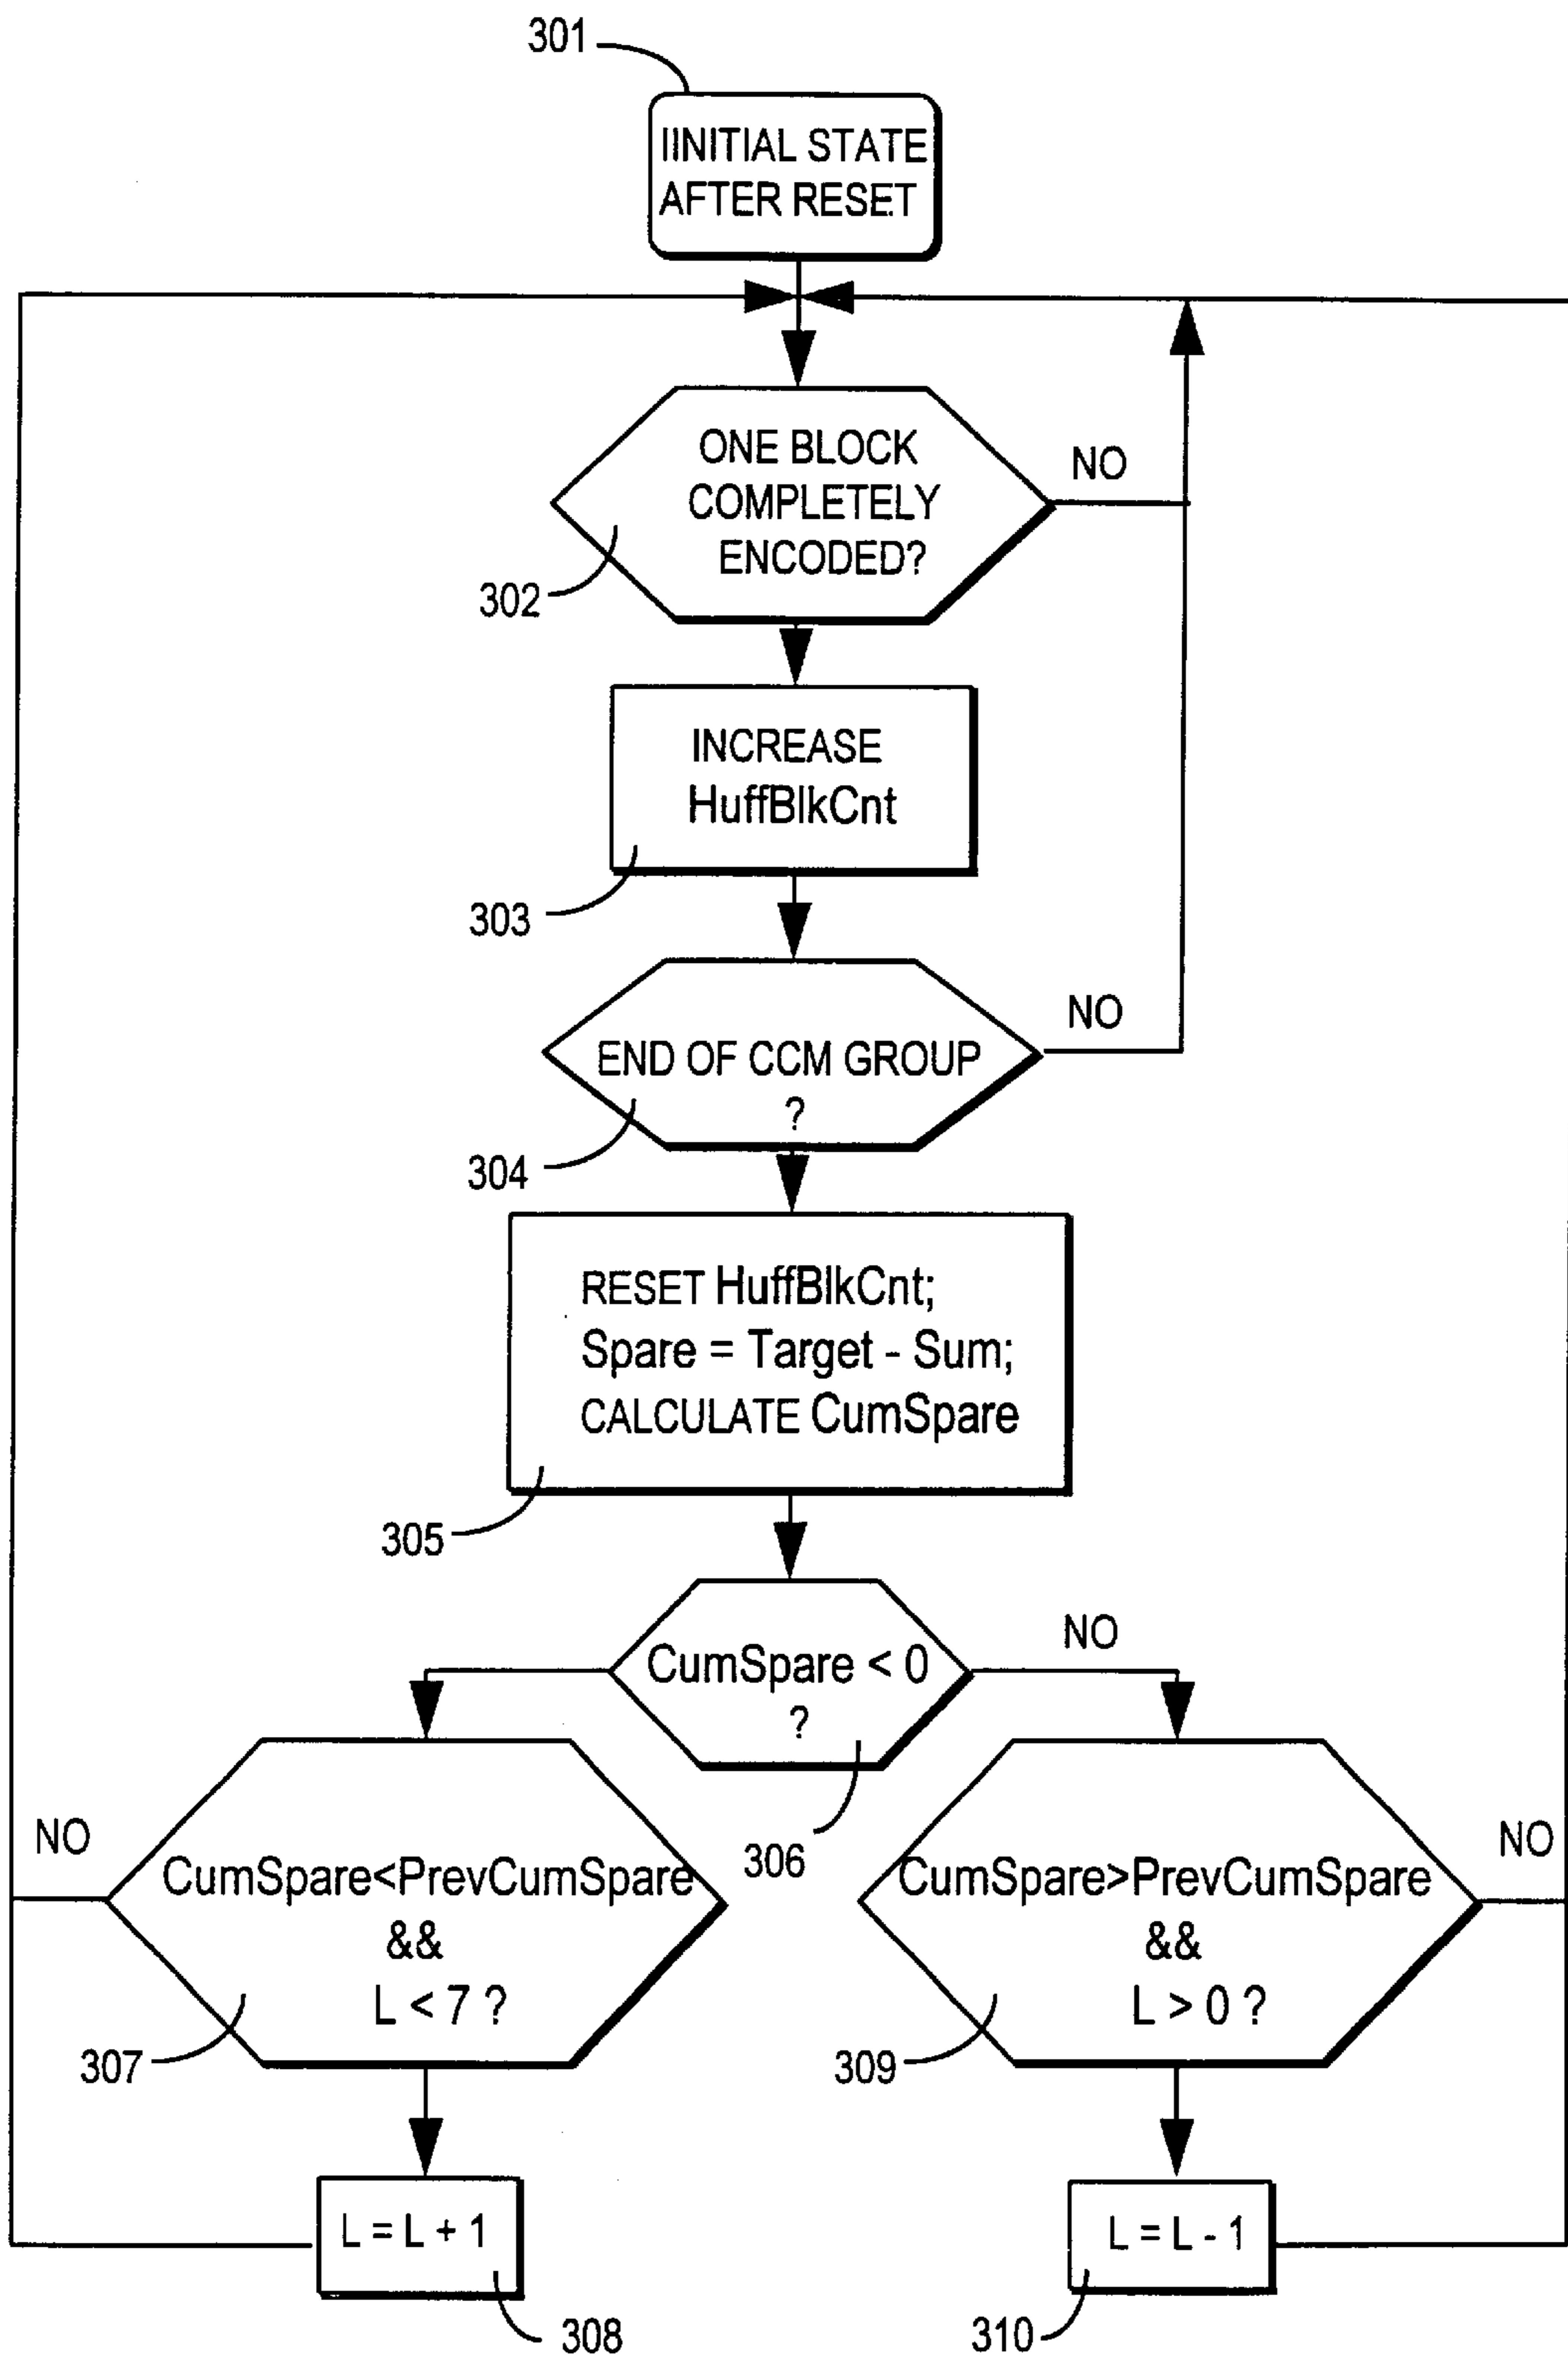 301
IINITIAL STATE
AFTER RESET
ONE BLOCK
COMPLETELY
ENCODED?
NO
302
INCREASE
HuffBlkCnt
303
END OF CCM GROUP
?
NO
304
RESET HuffBlkCnt;
Spare = Target - Sum;
CALCULATE CumSpare
305
CumSpare < 0
?
NO
306
NO
CumSpare<PrevCumSpare
&&
L < 7 ?
307
CumSpare>PrevCumSpare
&&
L > 0 ?
NO
309
L = L + 1
308
L = L - 1
310